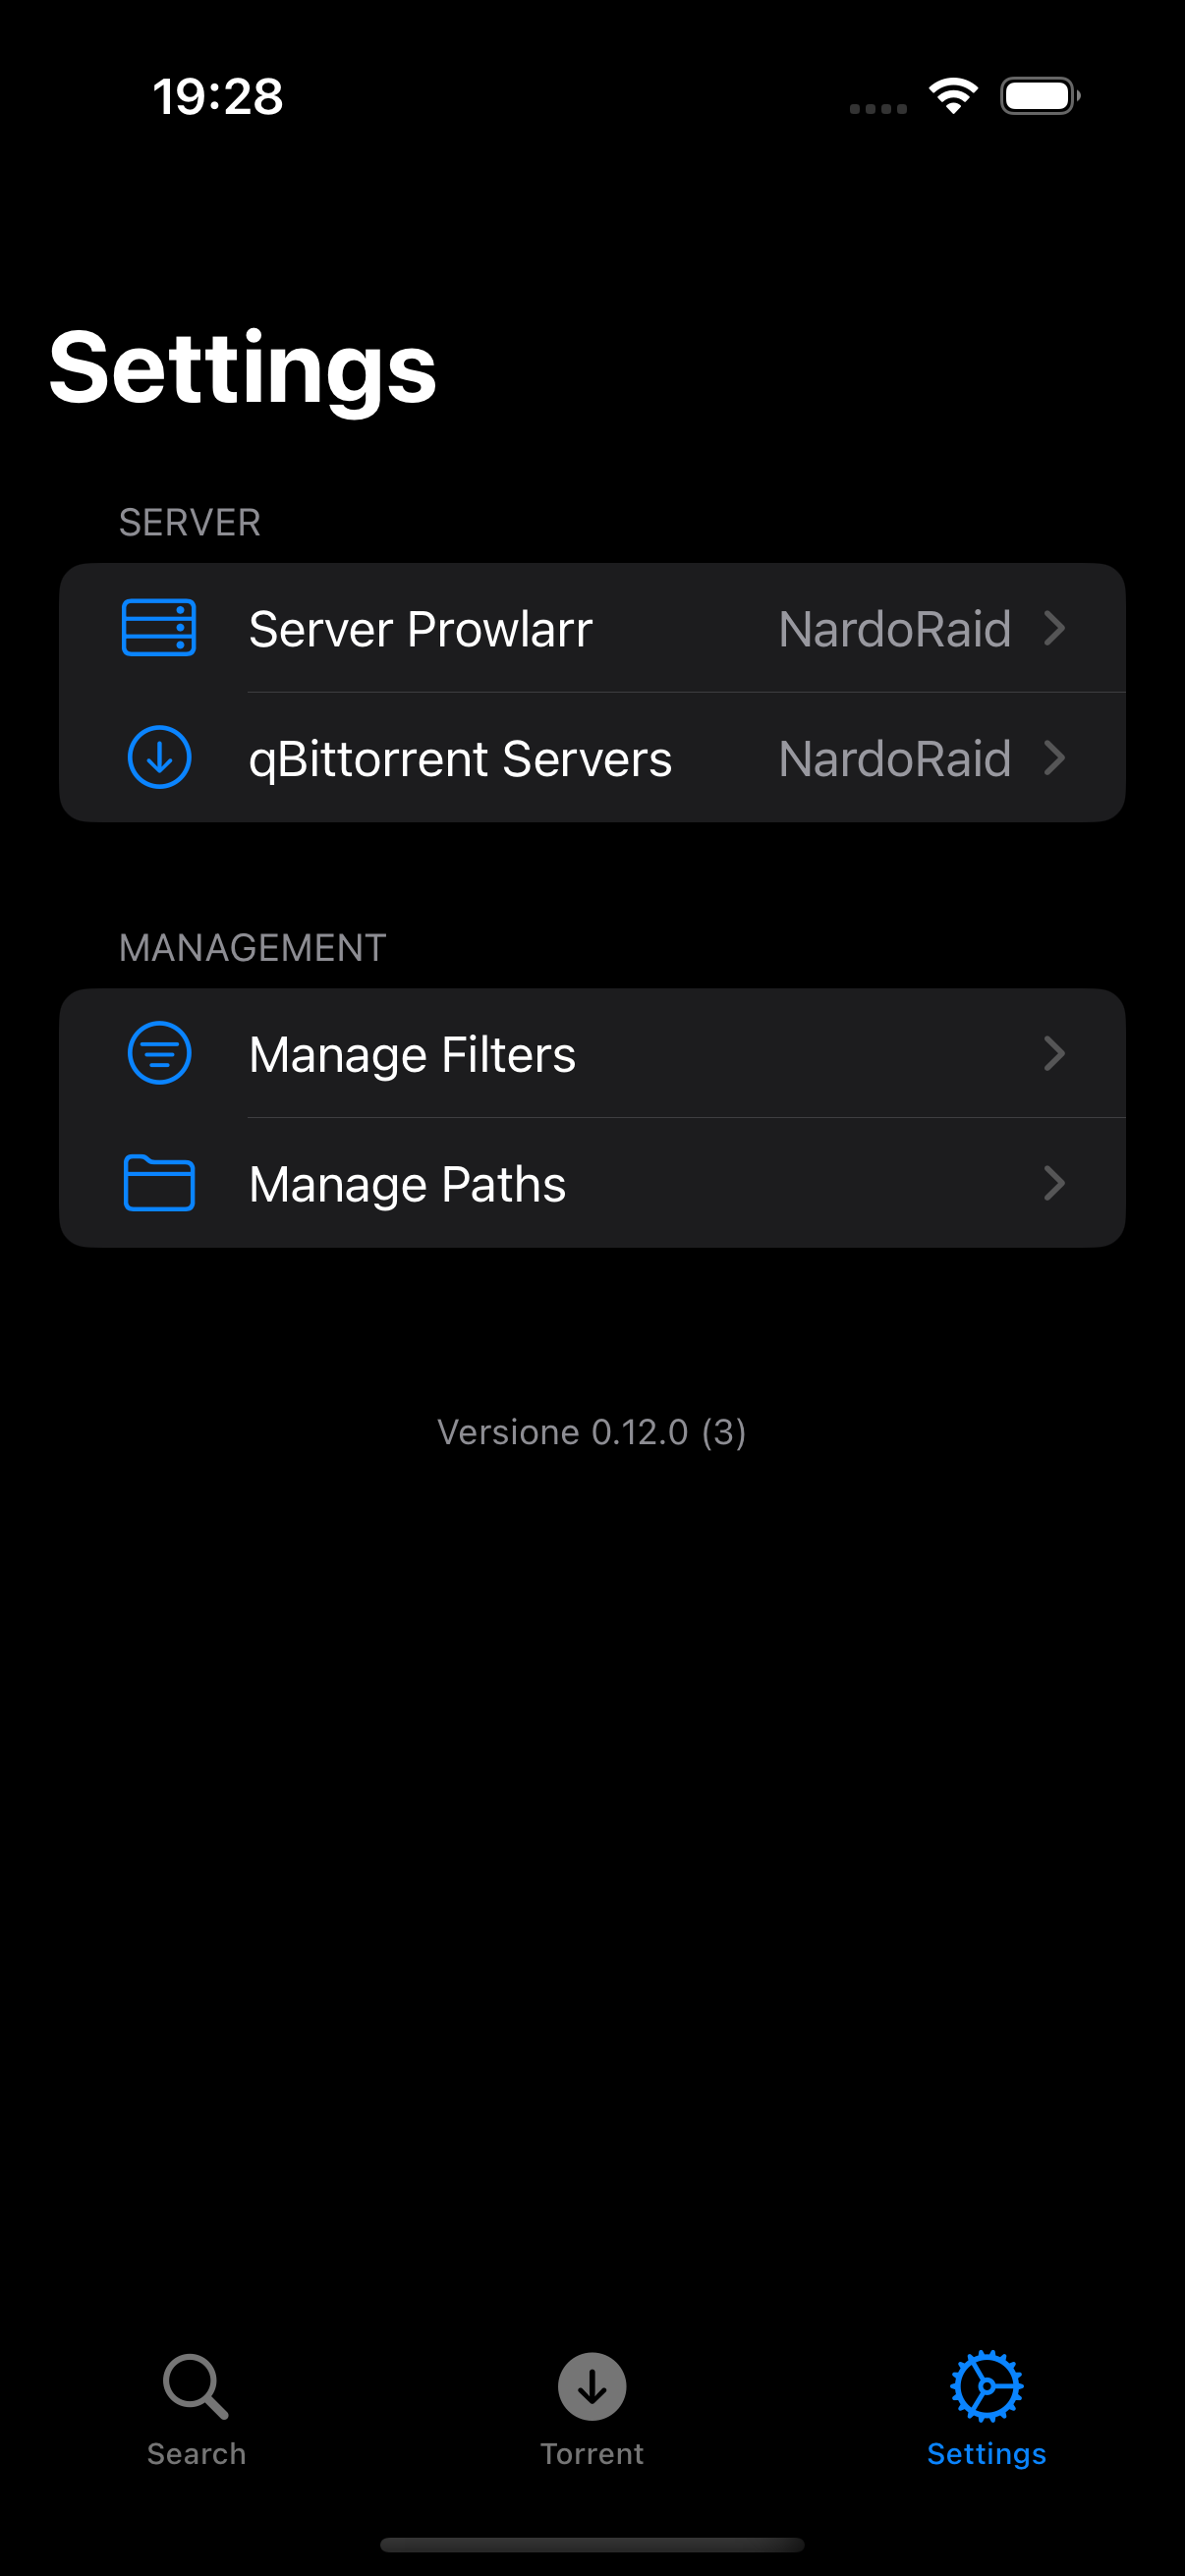 19:28
Settings
SERVER
Server Prowlarr NardoRaid
qBittorrent Servers NardoRaid
MANAGEMENT
Manage Filters
Manage Paths
Versione 0.12.0 (3)
Search Torrent Settings